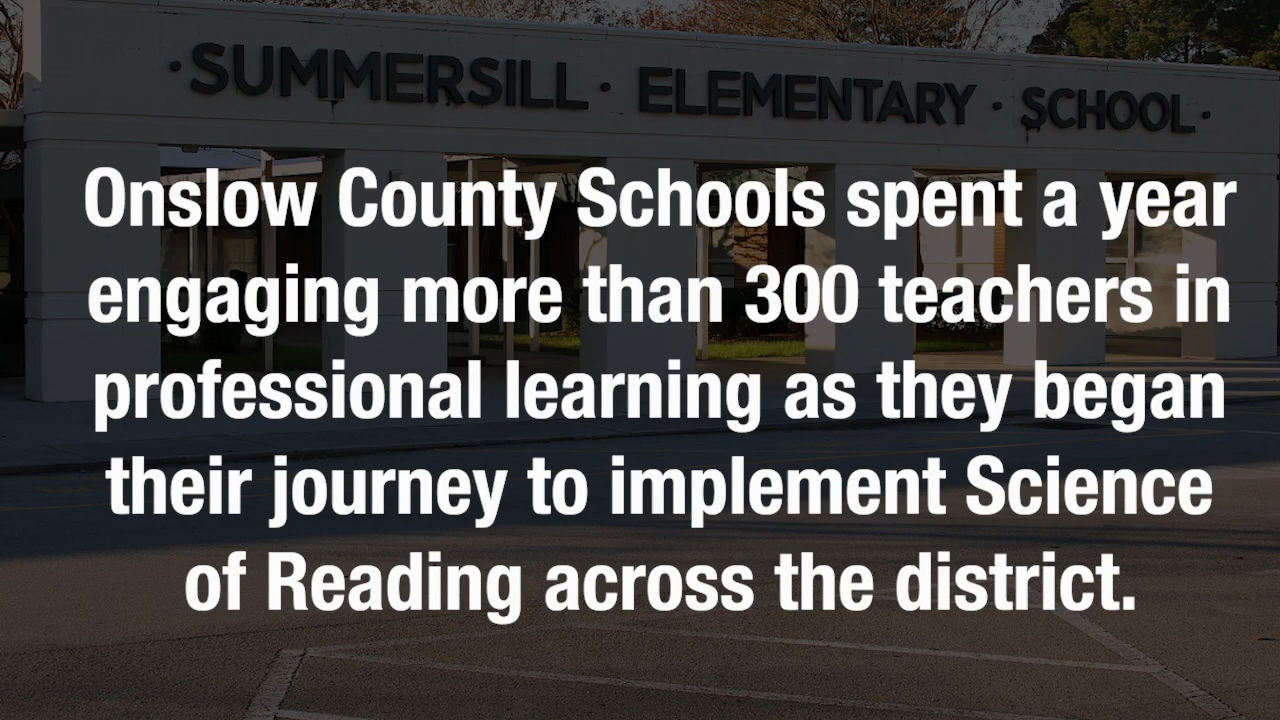 · SUMMERSILL · ELEMENTARY · SCHOOL ·
Onslow County Schools spent a year
engaging more than 300 teachers in
professional learning as they began
their journey to implement Science
of Reading across the district.